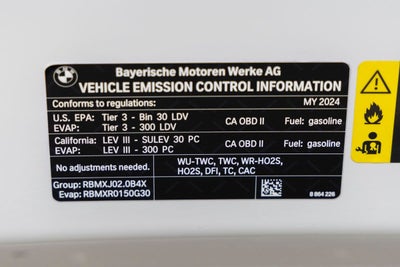 BMW
Bayerische Motoren Werke AG
VEHICLE EMISSION CONTROL INFORMATION
Conforms to regulations: MY 2024
U.S. EPA: Tier 3 - Bin 30 LDV CA OBD II Fuel: gasoline
EVAP: Tier 3 - 300 LDV
California: LEV III - SULEV 30 PC CA OBD II Fuel: gasoline
EVAP: LEV III - 300 PC
No adjustments needed. WU-TWC, TWC, WR-HO2S,
HO2S, DFI, TC, CAC
Group: RBMXJ02.0B4X
Evap: RBMXR0150G30
8 864 226